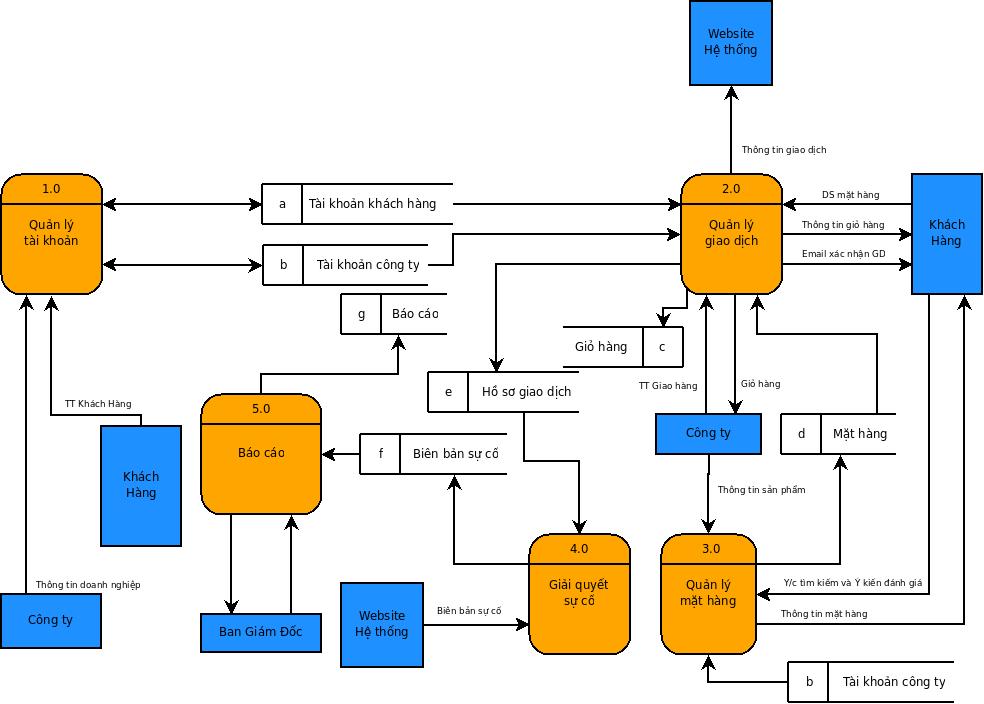 Website
Hệ thống
Thông tin giao dịch
1.0
Quản lý
tài khoản
a
Tài khoản khách hàng
b
Tài khoản công ty
2.0
Quản lý
giao dịch
DS mặt hàng
Thông tin giỏ hàng
Email xác nhận GD
Khách
Hàng
g
Báo cáo
Giỏ hàng
c
e
Hồ sơ giao dịch
TT Giao hàng
Giỏ hàng
TT Khách Hàng
5.0
Báo cáo
f
Biên bản sự cố
Công ty
d
Mặt hàng
Khách
Hàng
Thông tin sản phẩm
4.0
Giải quyết
sự cố
3.0
Quản lý
mặt hàng
Y/c tìm kiếm và Ý kiến đánh giá
Thông tin mặt hàng
Thông tin doanh nghiệp
Công ty
Ban Giám Đốc
Website
Hệ thống
Biên bản sự cố
b
Tài khoản công ty